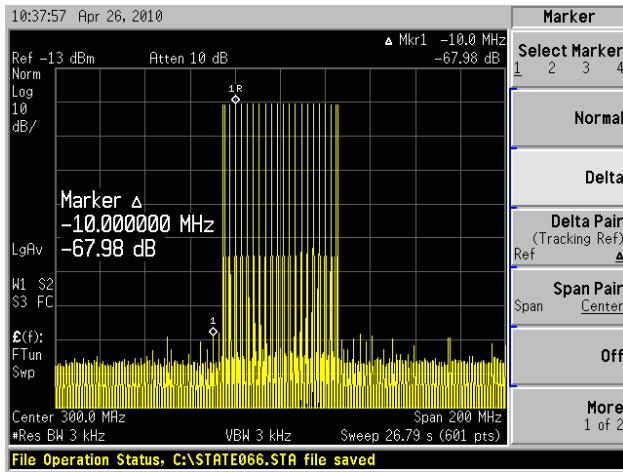 10:37:57 Apr 26, 2010
Marker
Δ Mkr1 -10.0 MHz
Ref -13 dBm Atten 10 dB -67.98 dB
Norm
Log
10
dB/
1R
Marker Δ
-10.000000 MHz
-67.98 dB
LgAv
W1 S2
S3 FC
1
£(f):
FTun
Swp
Center 300.0 MHz Span 200 MHz
#Res BW 3 kHz VBW 3 kHz Sweep 26.79 s (601 pts)
File Operation Status, C:\STATE066.STA file saved
Select Marker
1 2 3 4
Normal
Delta
Delta Pair
(Tracking Ref)
Ref Δ
Span Pair
Span Center
Off
More
1 of 2